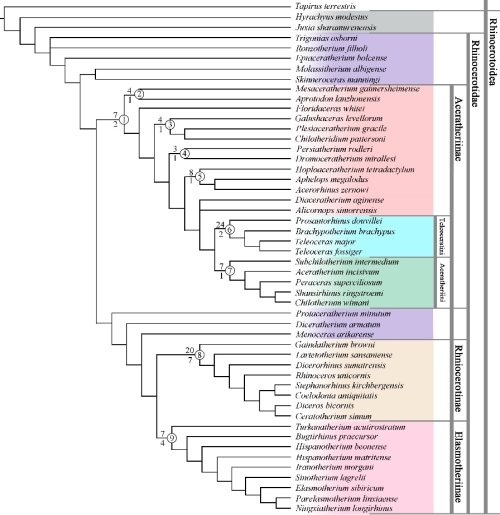 Tapirus terrestris
Hyrachyus modestus
Juxia sharamurenensis
Trigonias osborni
Ronzotherium filholi
Epiaceratherium bolcense
Molassitherium albigense
Skinneroceras manningi
Mesaceratherium gaimersheimense
Aprotodon lanzhouensis
Floridaceras whitei
Galushaceras levellorum
Plesiaceratherium gracile
Chilotheridium pattersoni
Persiatherium rodleri
Dromoceratherium mirallesi
Hoploaceratherium tetradactylum
Aphelops megalodus
Acerorhinus zernowi
Diaceratherium aginense
Alicornops simorrensis
Prosantorhinus douvillei
Brachypotherium brachypus
Teleoceras major
Teleoceras fossiger
Subchilotherium intermedium
Aceratherium incisivum
Peraceras superciliosum
Shansirhinus ringstroemi
Chilotherium wimani
Protaceratherium minutum
Diceratherium armatum
Menoceras arikarense
Gaindatherium browni
Lartetotherium sansaniense
Dicerorhinus sumatrensis
Rhinoceros unicornis
Stephanorhinus kirchbergensis
Coelodonta antiquitatis
Diceros bicornis
Ceratotherium simum
Turkanatherium acutirostratum
Bugtirhinus praecursor
Hispanotherium beonense
Hispanotherium matritense
Iranotherium morgani
Sinotherium lagrelii
Elasmotherium sibiricum
Parelasmotherium linxiaense
Ningxiatherium longirhinus
7
2
1
4
1
2
4
1
3
3
1
4
8
1
5
24
2
6
7
1
7
20
7
8
7
4
9
Teleoceratini
Aceratheriini
Aceratheriinae
Rhinocerotinae
Elasmotheriinae
Rhinocerotidae
Rhinocerotoidea